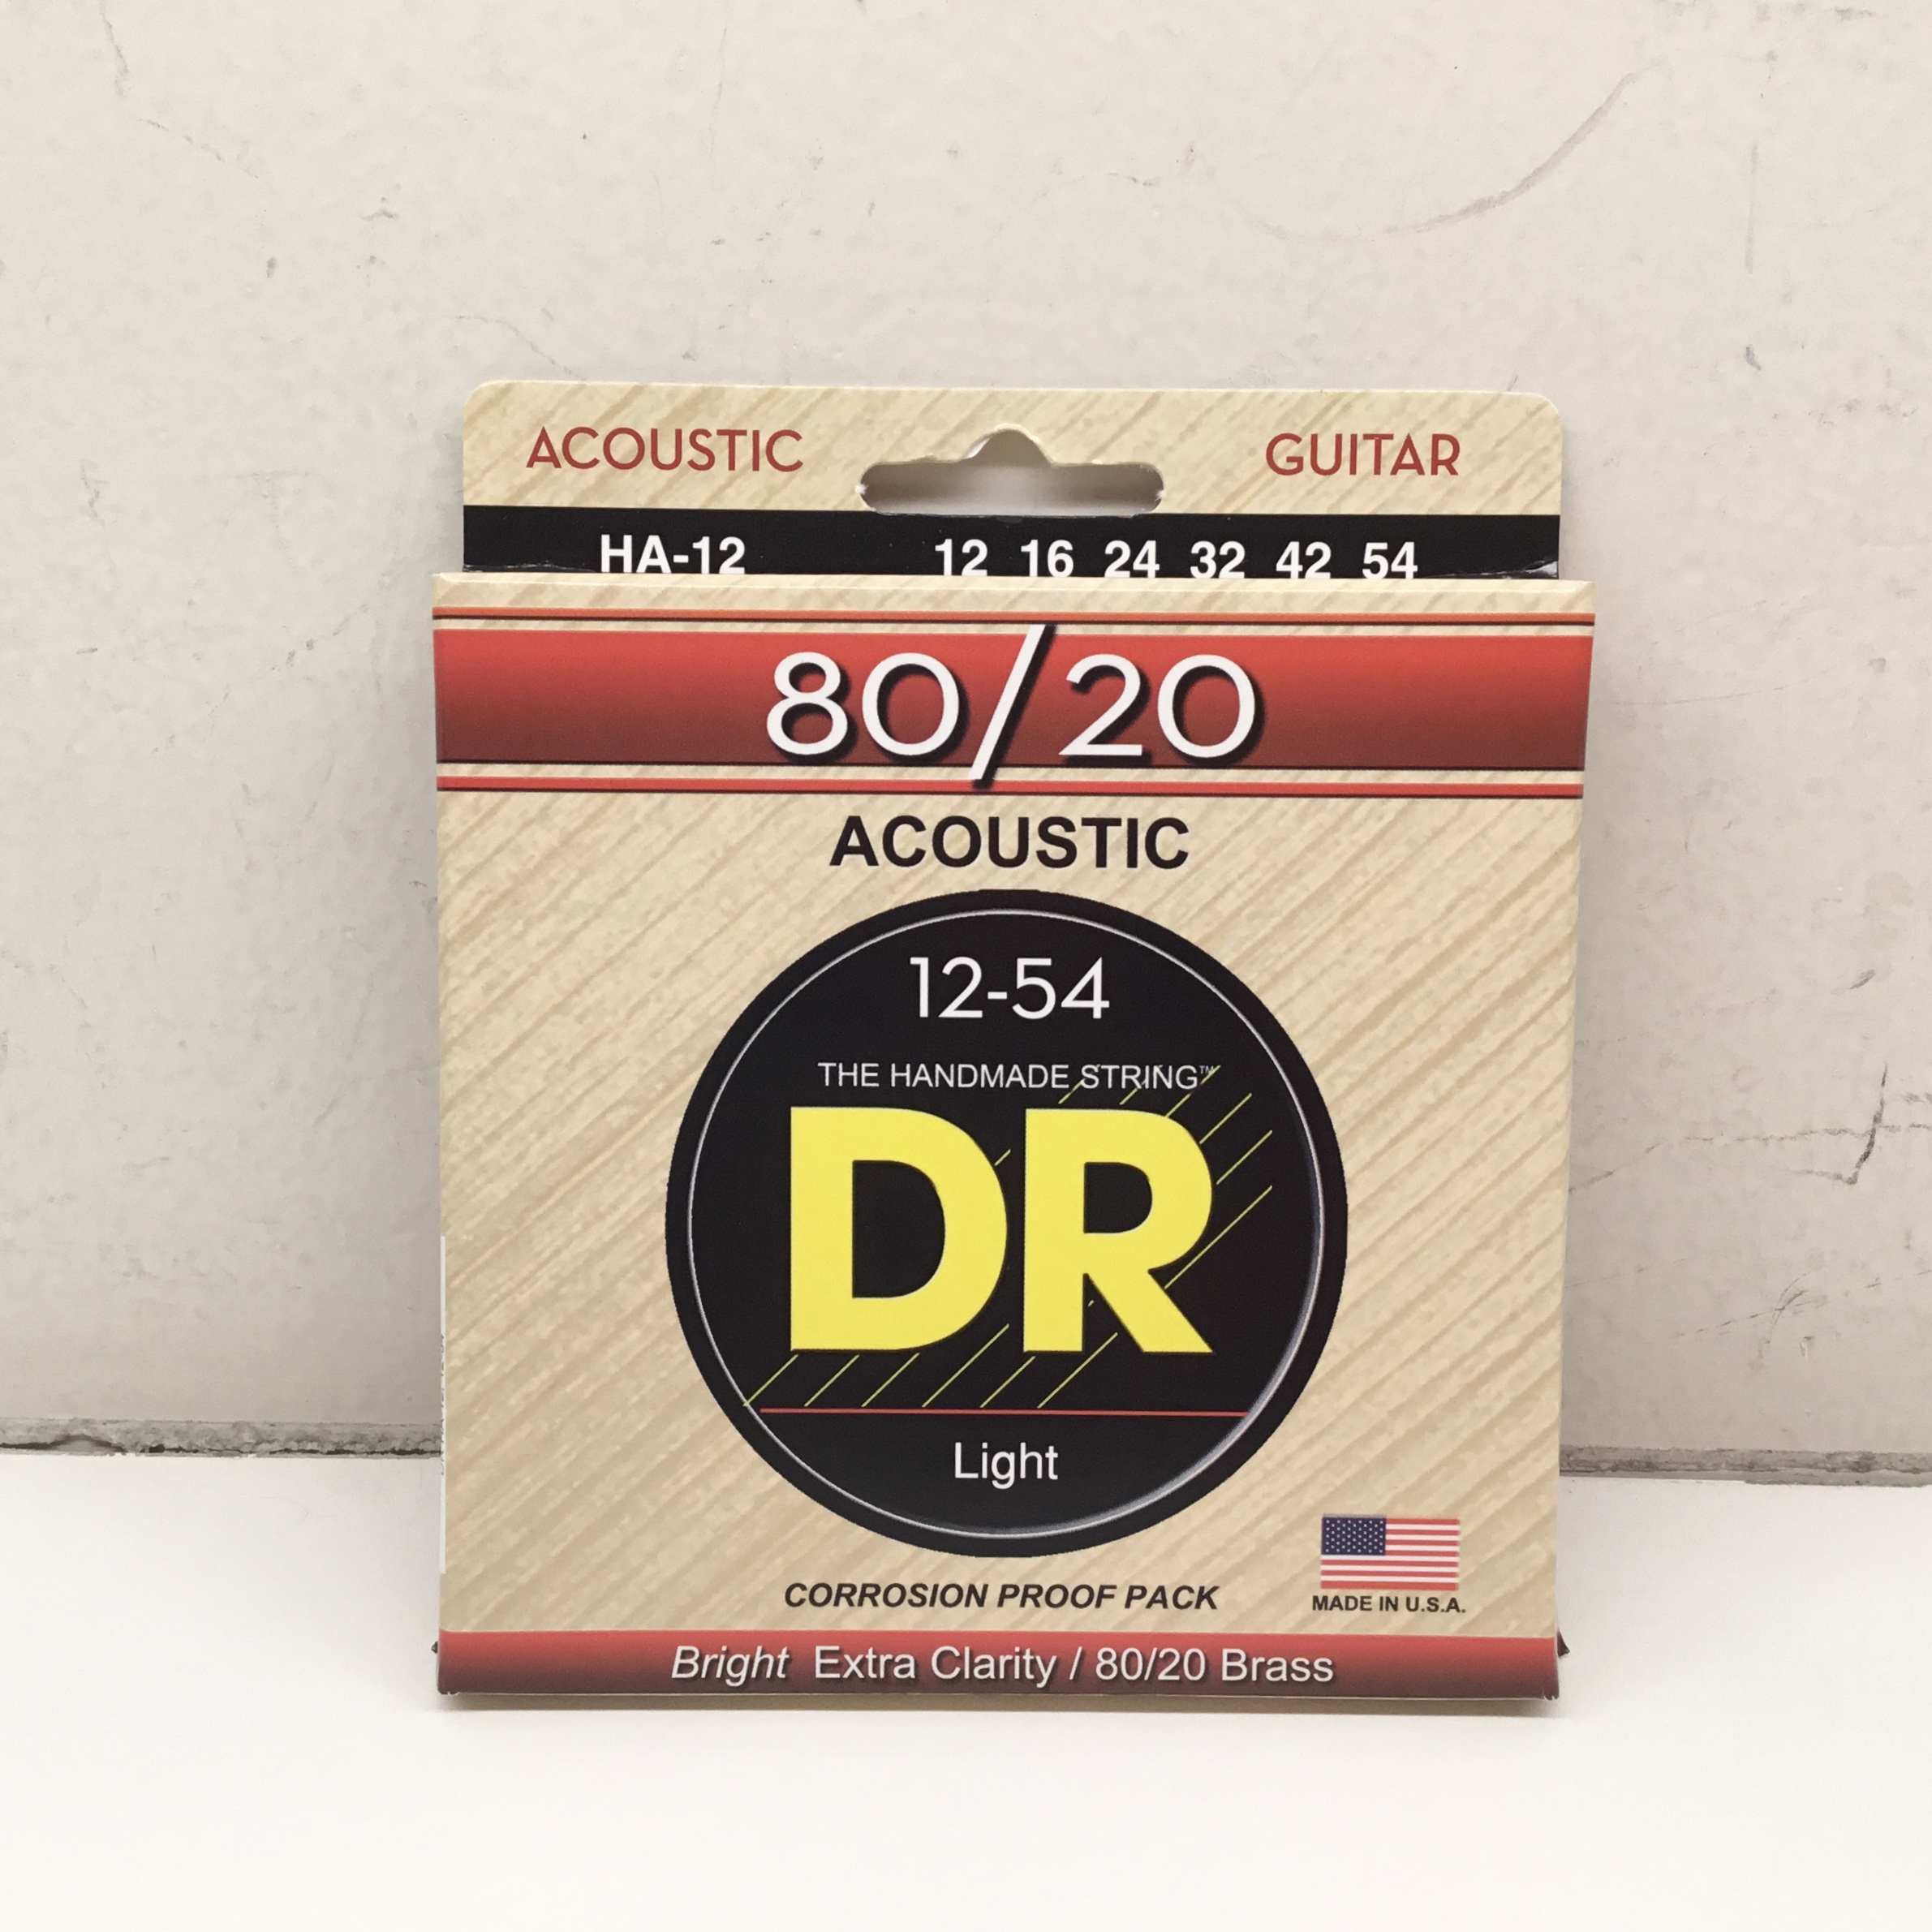 ACOUSTIC GUITAR
HA-12 12 16 24 32 42 54
80/20
ACOUSTIC
12-54
THE HANDMADE STRING™
DR
Light
CORROSION PROOF PACK
MADE IN U.S.A.
Bright Extra Clarity / 80/20 Brass